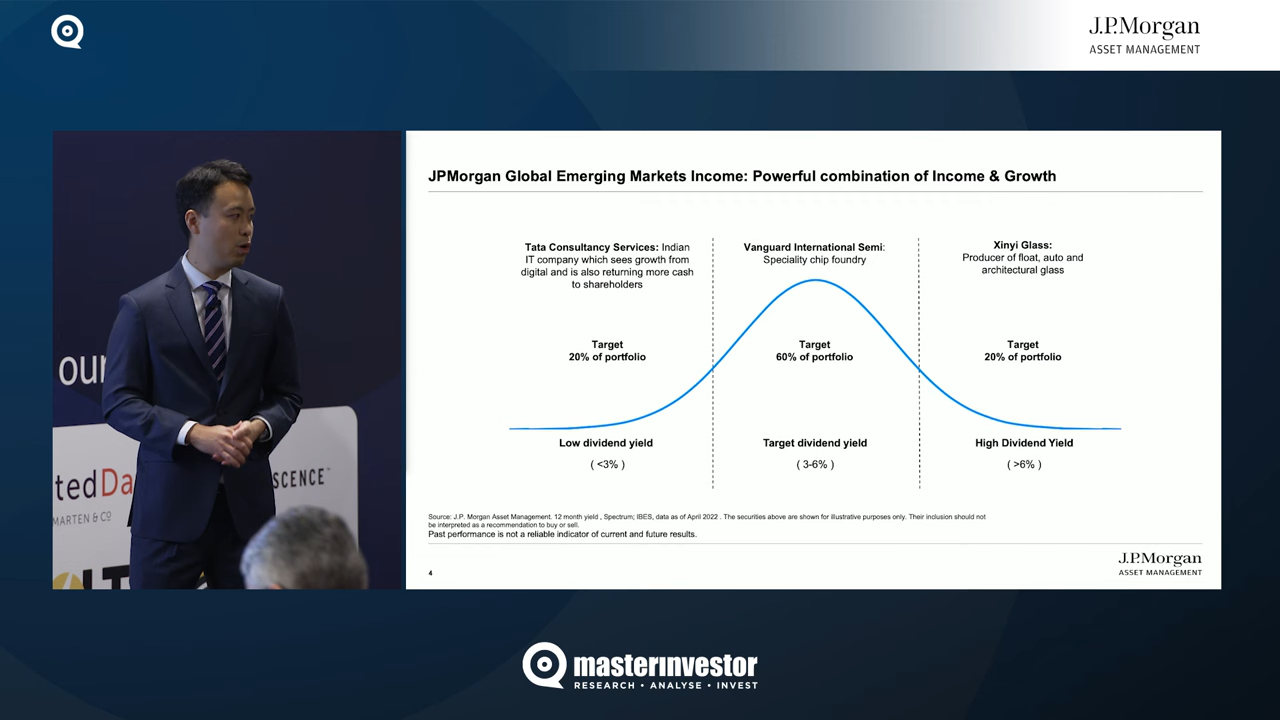 J.P.Morgan
ASSET MANAGEMENT
our
ted Da
MARTEN & Co
SCENCE™
LT
JPMorgan Global Emerging Markets Income: Powerful combination of Income & Growth
Tata Consultancy Services: Indian
IT company which sees growth from
digital and is also returning more cash
to shareholders
Vanguard International Semi:
Speciality chip foundry
Xinyi Glass:
Producer of float, auto and
architectural glass
Target
20% of portfolio
Target
60% of portfolio
Target
20% of portfolio
Low dividend yield
( <3% )
Target dividend yield
( 3-6% )
High Dividend Yield
( >6% )
Source: J.P. Morgan Asset Management. 12 month yield , Spectrum; IBES, data as of April 2022 . The securities above are shown for illustrative purposes only. Their inclusion should not
be interpreted as a recommendation to buy or sell.
Past performance is not a reliable indicator of current and future results.
4
J.P.Morgan
ASSET MANAGEMENT
masterinvestor
RESEARCH • ANALYSE • INVEST